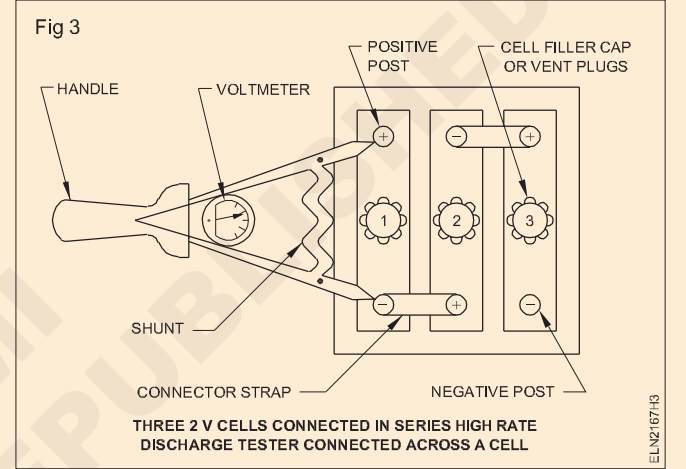 Fig 3
POSITIVE
POST
CELL FILLER CAP
OR VENT PLUGS
HANDLE
VOLTMETER
+
-
+
1
2
3
-
+
-
SHUNT
CONNECTOR STRAP
NEGATIVE POST
THREE 2 V CELLS CONNECTED IN SERIES HIGH RATE
DISCHARGE TESTER CONNECTED ACROSS A CELL
ELN2167H3